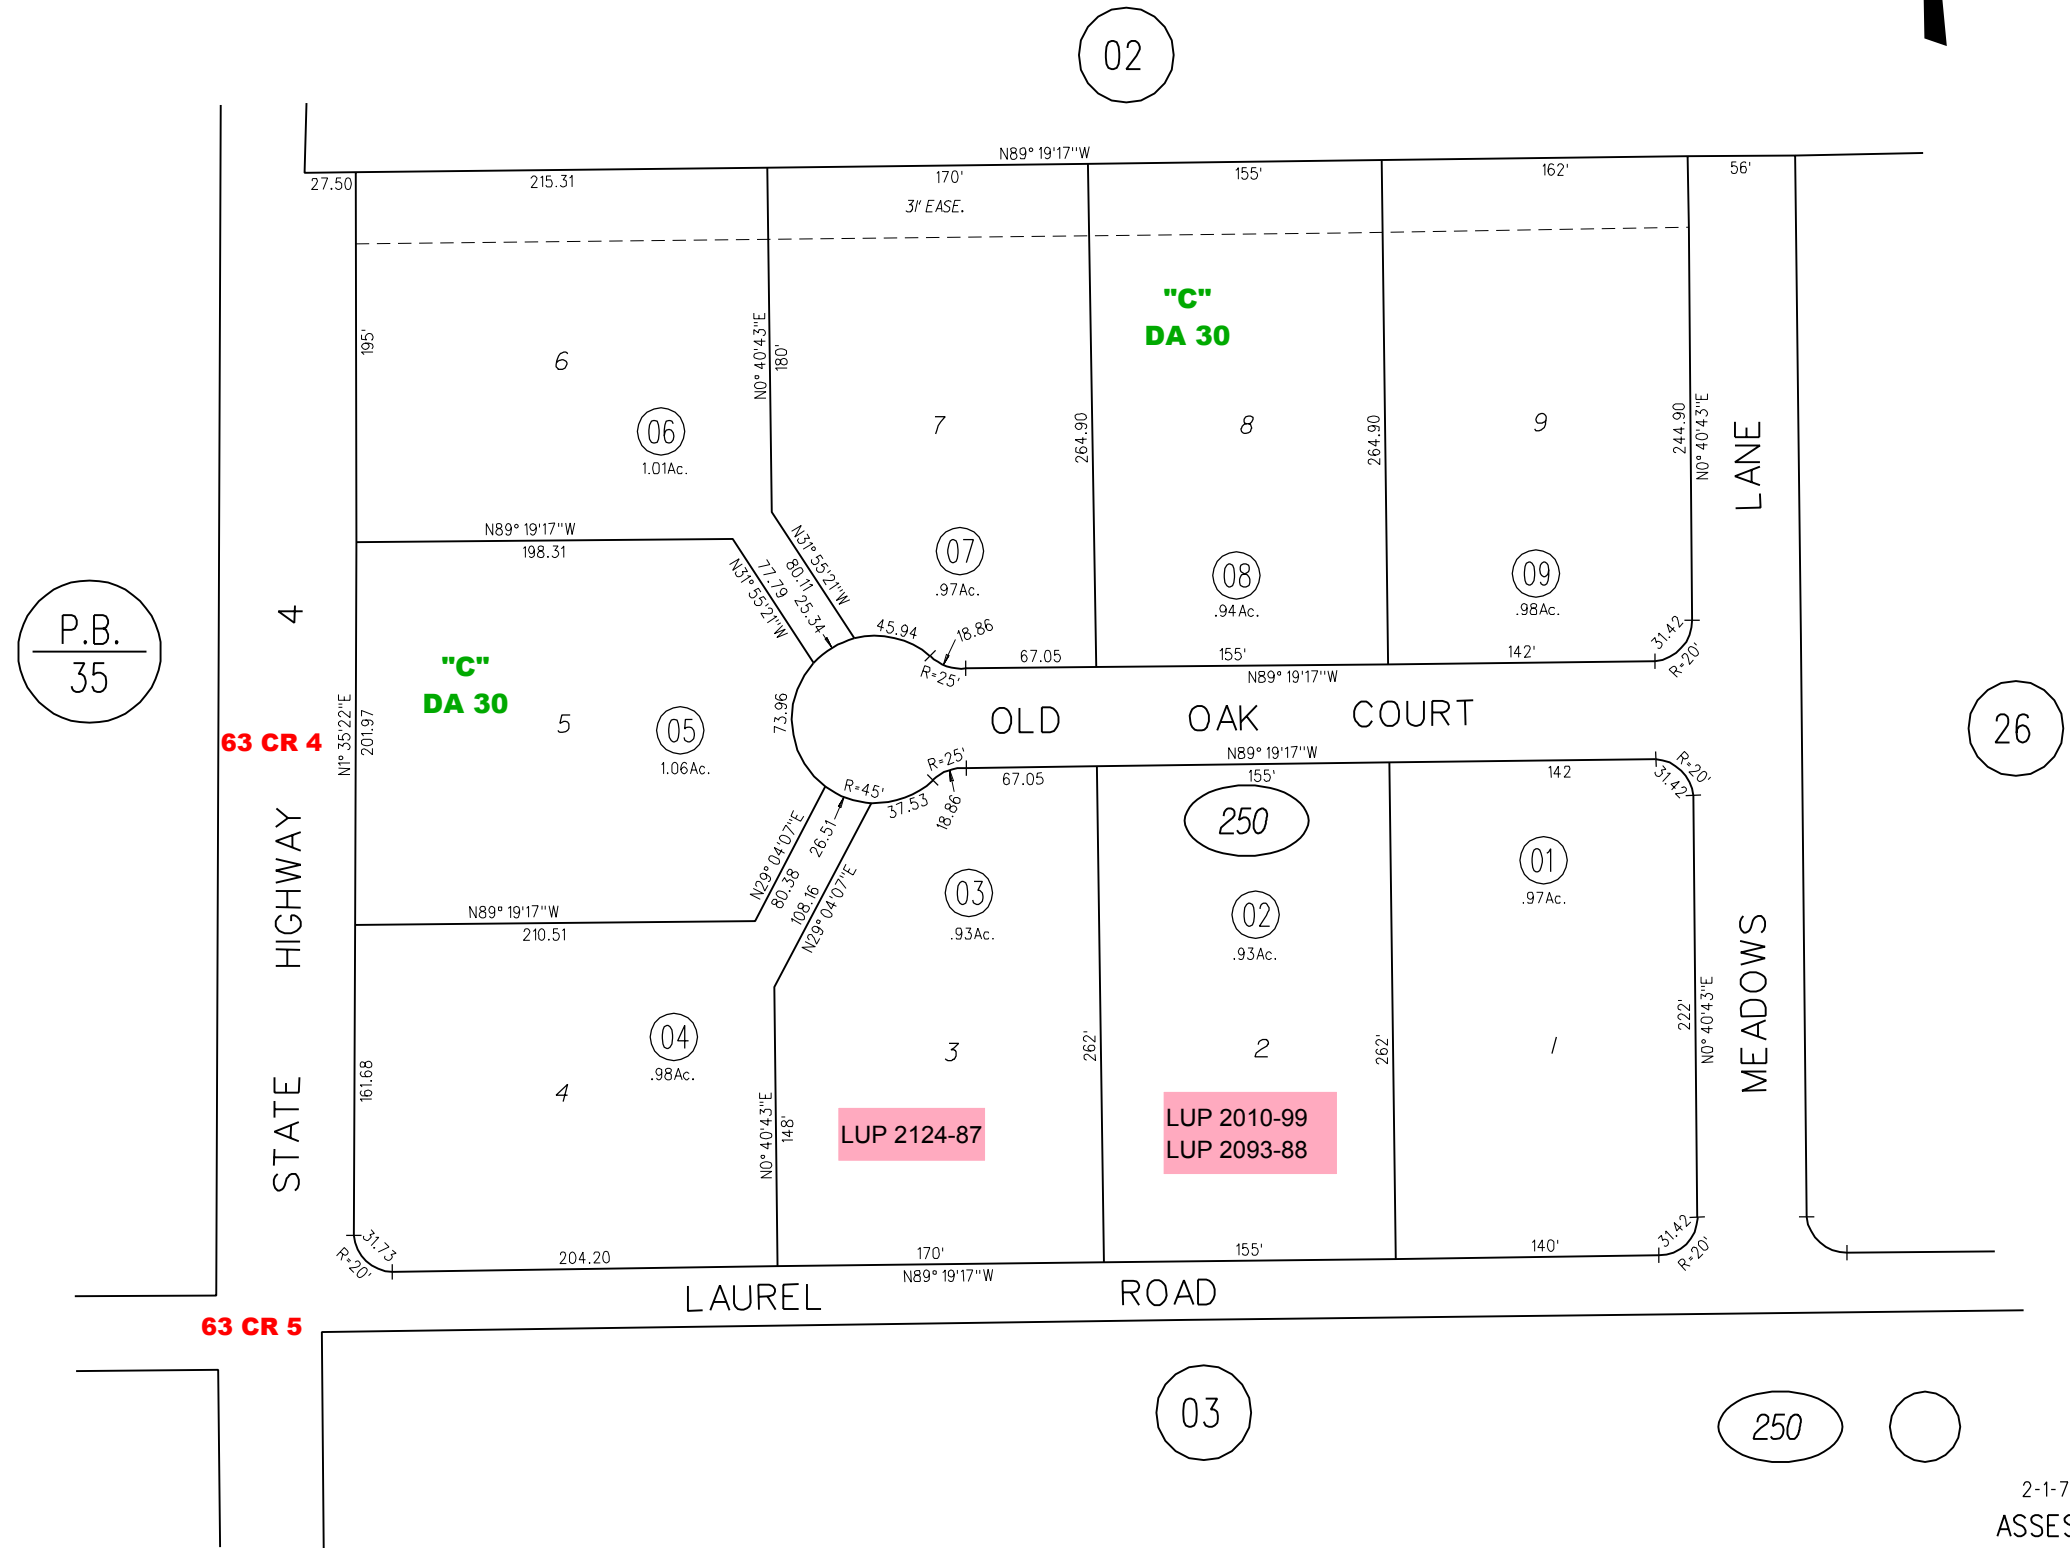 02
N89° 19'17"W
27.50
215.31
170'
155'
162'
56'
31' EASE.
"C"
DA 30
195'
6
N0° 40'43"E
180'
06
1.01Ac.
7
8
9
264.90
264.90
244.90
N0° 40'43"E
LANE
N89° 19'17"W
198.31
N31° 55'21"W
80.11
25.34
77.79
N31° 55'21"W
07
.97Ac.
08
.94Ac.
09
.98Ac.
4
P.B.
35
45.94
18.86
R=25'
67.05
155'
142'
31.42
R=20'
N89° 19'17"W
"C"
DA 30
63 CR 4
N1° 35'22"E
201.97
5
05
1.06Ac.
73.96
OLD OAK COURT
26
N89° 19'17"W
R=25'
67.05
155'
142
R=20'
31.42
R=45'
37.53
18.86
250
N29° 04'07"E
80.38
26.51
108.16
N29° 04'07"E
HIGHWAY
03
.93Ac.
02
.93Ac.
01
.97Ac.
N89° 19'17"W
210.51
MEADOWS
04
.98Ac.
4
3
2
1
161.68
N0° 40'43"E
148'
262'
262'
222'
N0° 40'43"E
STATE
LUP 2124-87
LUP 2010-99
LUP 2093-88
31.73
R=20'
204.20
170'
155'
140'
31.42
R=20'
N89° 19'17"W
LAUREL ROAD
63 CR 5
03
250
2-1-7
ASSES